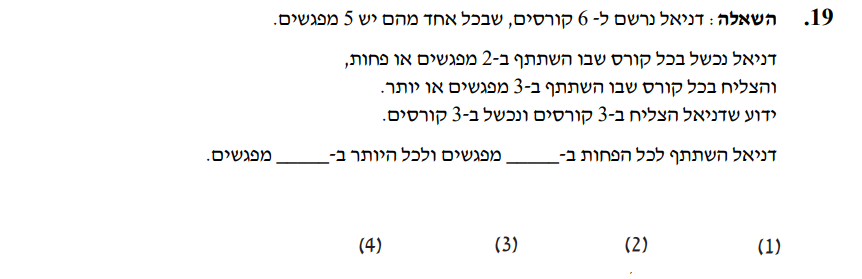 19. השאלה: דניאל נרשם ל- 6 קורסים, שבכל אחד מהם יש 5 מפגשים.
דניאל נכשל בכל קורס שבו השתתף ב-2 מפגשים או פחות,
והצליח בכל קורס שבו השתתף ב-3 מפגשים או יותר.
ידוע שדניאל הצליח ב-3 קורסים ונכשל ב-3 קורסים.
דניאל השתתף לכל הפחות ב-_____ מפגשים ולכל היותר ב-_____ מפגשים.
(1) (2) (3) (4)